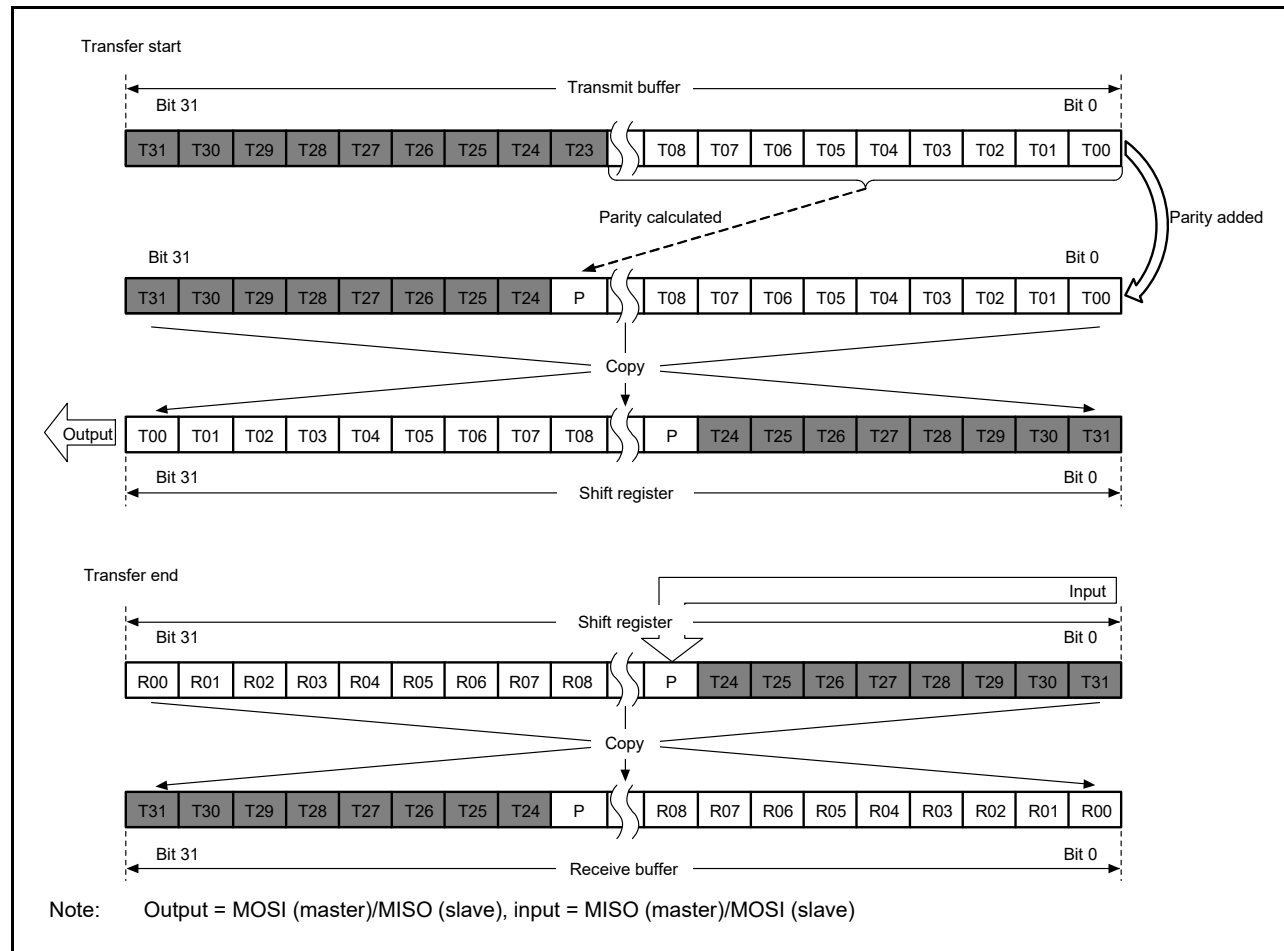 Transfer start
Transmit buffer
Bit 31 Bit 0
T31 T30 T29 T28 T27 T26 T25 T24 T23 T08 T07 T06 T05 T04 T03 T02 T01 T00
Parity calculated Parity added
Bit 31 Bit 0
T31 T30 T29 T28 T27 T26 T25 T24 P T08 T07 T06 T05 T04 T03 T02 T01 T00
Copy
Output T00 T01 T02 T03 T04 T05 T06 T07 T08 P T24 T25 T26 T27 T28 T29 T30 T31
Bit 31 Bit 0
Shift register
Transfer end
Input
Shift register
Bit 31 Bit 0
R00 R01 R02 R03 R04 R05 R06 R07 R08 P T24 T25 T26 T27 T28 T29 T30 T31
Copy
T31 T30 T29 T28 T27 T26 T25 T24 P R08 R07 R06 R05 R04 R03 R02 R01 R00
Bit 31 Bit 0
Receive buffer
Note: Output = MOSI (master)/MISO (slave), input = MISO (master)/MOSI (slave)